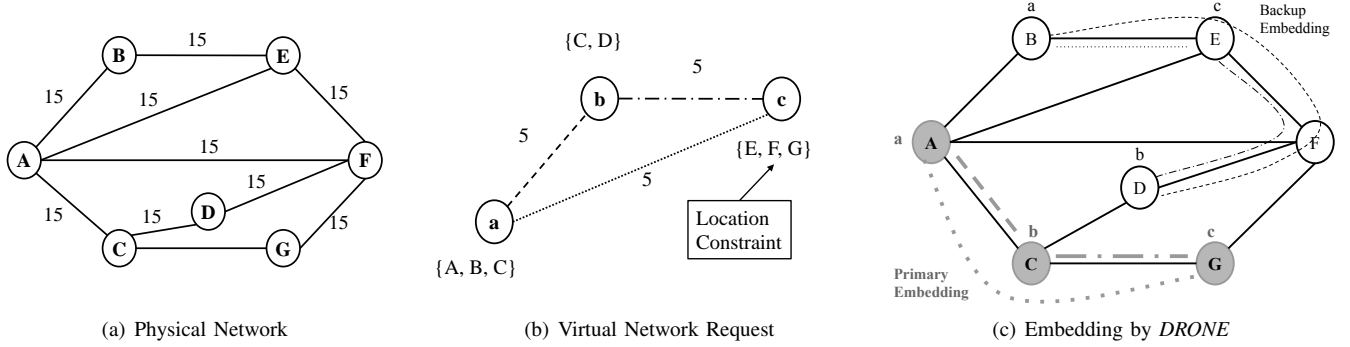 B
15
E
15
15
15
A
15
F
15
15
15
D
15
C
G
(a) Physical Network
{C, D}
5
b
c
5
{E, F, G}
5
a
Location
Constraint
{A, B, C}
(b) Virtual Network Request
a
c
Backup
Embedding
B
E
a
A
F
b
D
b
c
C
G
Primary
Embedding
(c) Embedding by DRONE